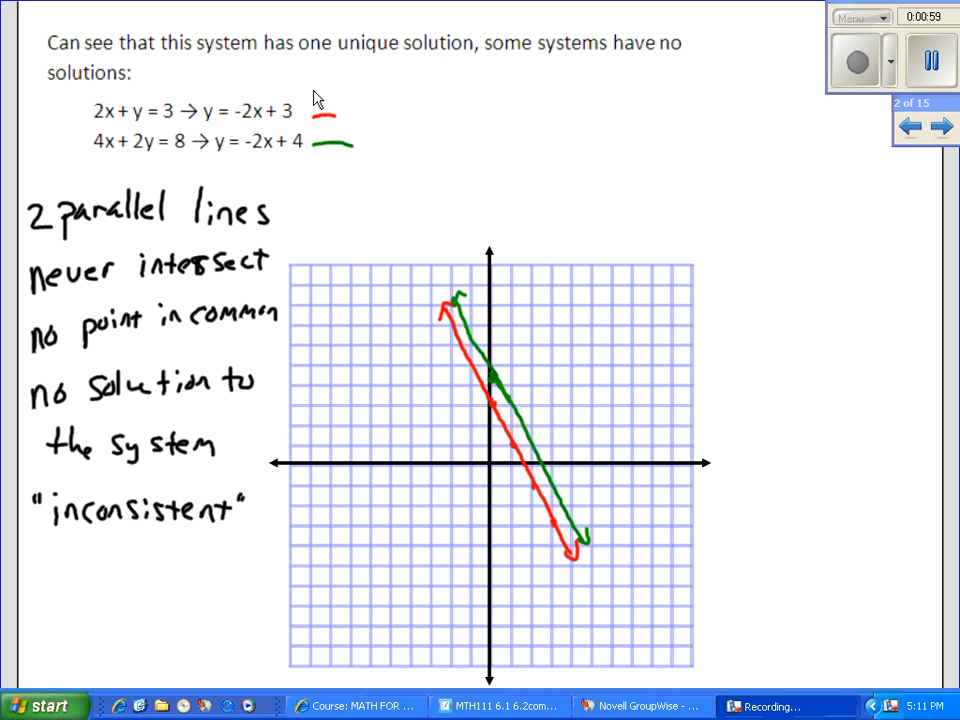 Menu
0:00:59
Can see that this system has one unique solution, some systems have no
solutions:
2 of 15
2x + y = 3 → y = -2x + 3
4x + 2y = 8 → y = -2x + 4
2 parallel lines
never intersect
no point in common
no solution to
the system
"inconsistent"
start
Course: MATH FOR ...
MTH111 6.1 6.2com...
Novell GroupWise - ...
Recording...
5:11 PM